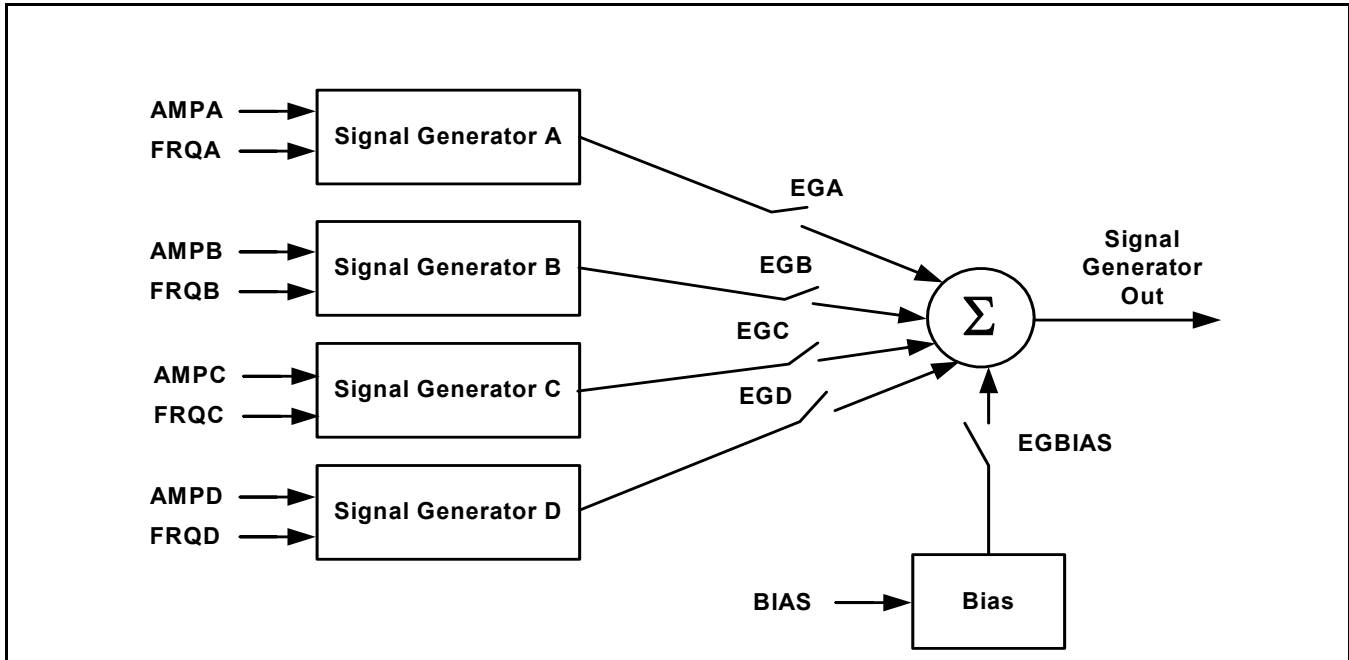 AMPA
FRQA
Signal Generator A
EGA
AMPB
FRQB
Signal Generator B
EGB
Signal
Generator
Out
Σ
EGC
AMPC
FRQC
Signal Generator C
EGD
EGBIAS
AMPD
FRQD
Signal Generator D
BIAS
Bias